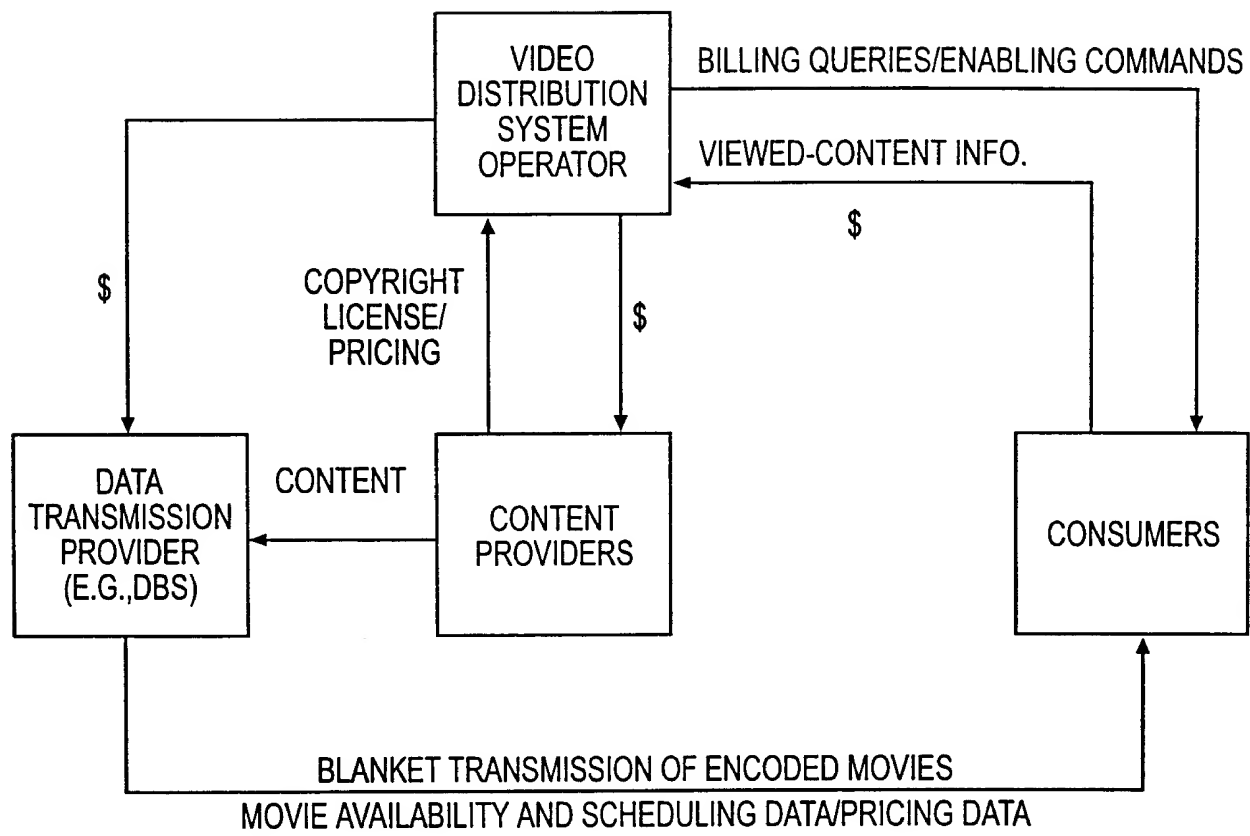 VIDEO
DISTRIBUTION
SYSTEM
OPERATOR
BILLING QUERIES/ENABLING COMMANDS
VIEWED-CONTENT INFO.
$
$
COPYRIGHT
LICENSE/
PRICING
$
DATA
TRANSMISSION
PROVIDER
(E.G.,DBS)
CONTENT
CONTENT
PROVIDERS
CONSUMERS
BLANKET TRANSMISSION OF ENCODED MOVIES
MOVIE AVAILABILITY AND SCHEDULING DATA/PRICING DATA